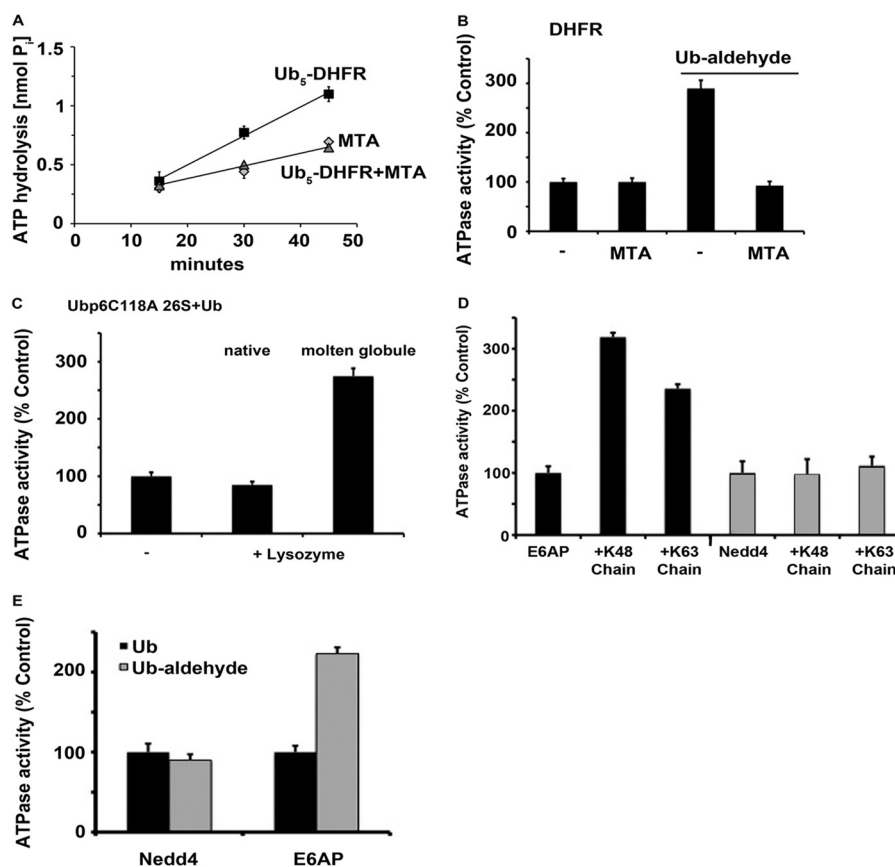 A
ATP hydrolysis [nmol Pi]
1.5
1
0.5
0
0 10 20 30 40 50
minutes
Ub5-DHFR
MTA
Ub5-DHFR+MTA
B
DHFR
Ub-aldehyde
ATPase activity (% Control)
300
200
100
0
- MTA - MTA
C
Ubp6C118A 26S+Ub
native molten globule
ATPase activity (% Control)
300
200
100
0
- + Lysozyme
D
ATPase activity (% Control)
300
200
100
0
E6AP +K48 +K63 Nedd4 +K48 +K63
Chain Chain Chain Chain
E
ATPase activity (% Control)
Ub
Ub-aldehyde
200
100
0
Nedd4 E6AP